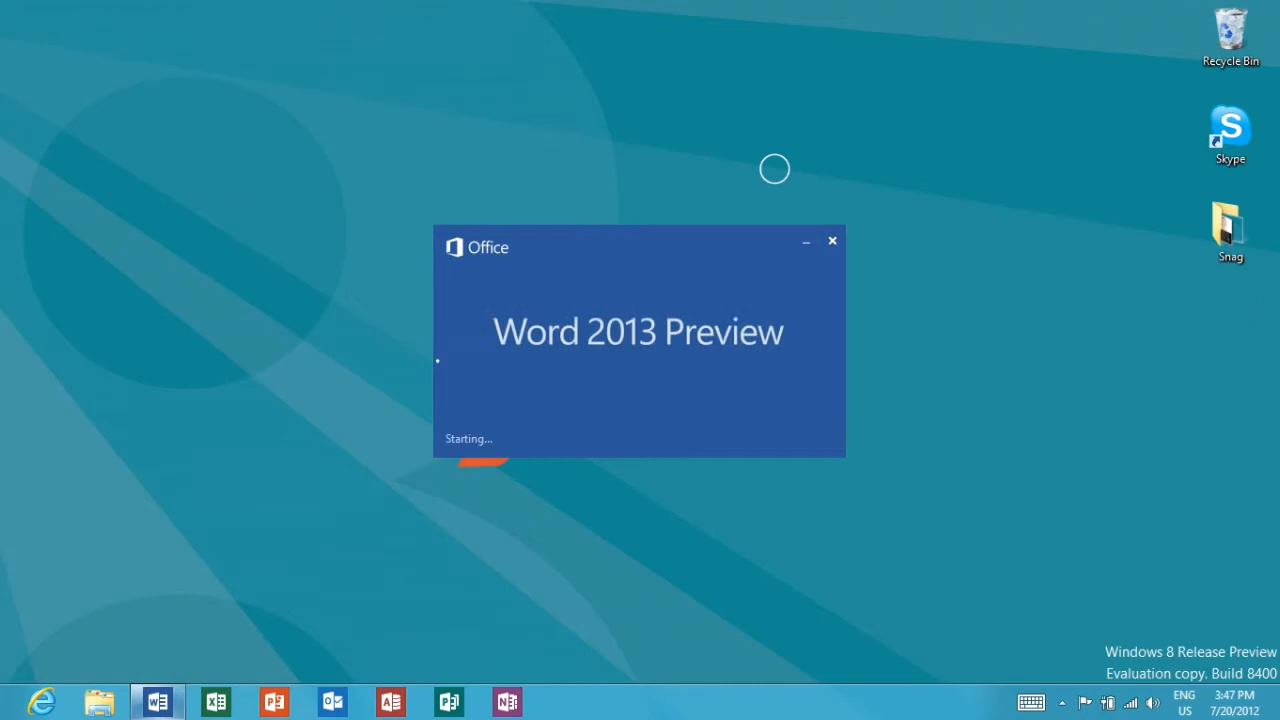 Recycle Bin
Skype
Snag
Office
Word 2013 Preview
Starting...
Windows 8 Release Preview
Evaluation copy. Build 8400
ENG
US
3:47 PM
7/20/2012